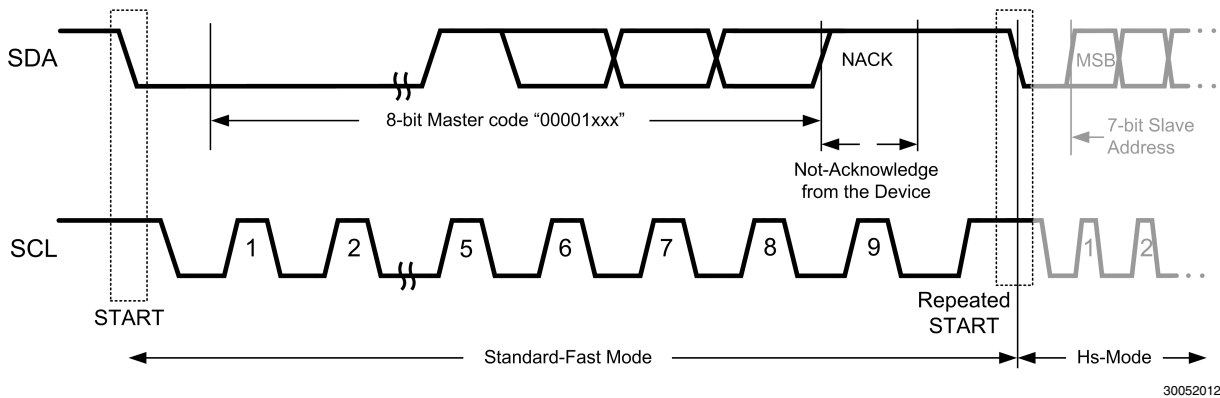 SDA
NACK
MSB
8-bit Master code “00001xxx”
7-bit Slave
Address
Not-Acknowledge
from the Device
SCL
1 2 5 6 7 8 9 1 2
START
Repeated
START
Standard-Fast Mode
Hs-Mode
30052012